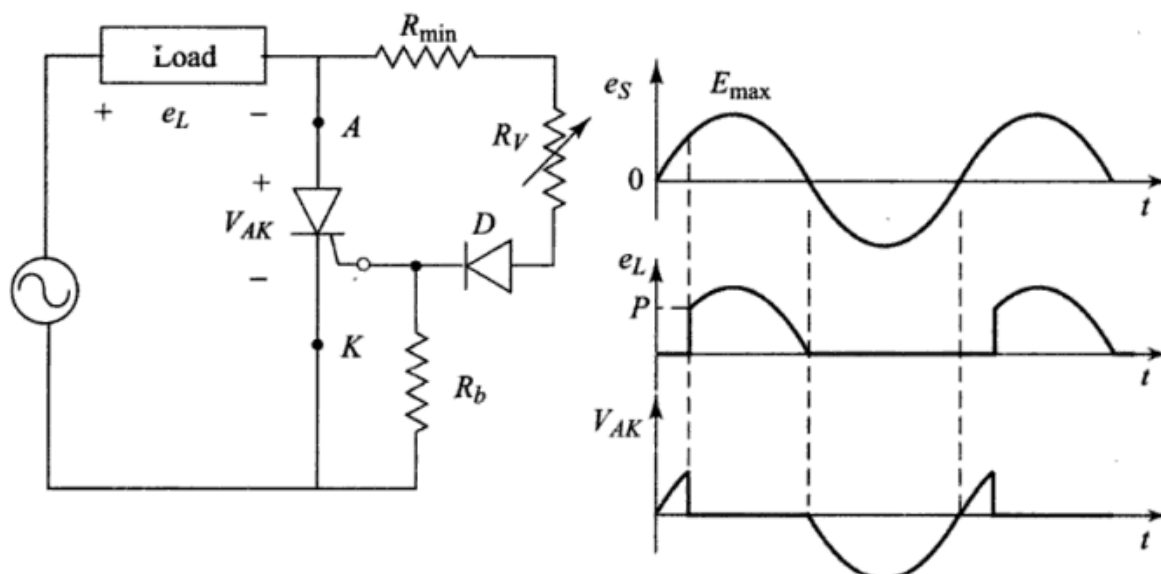 Load
+ e_L −
R_min
A
R_V
+
V_AK
−
D
K
R_b
e_S
E_max
0
t
e_L
P
t
V_AK
t